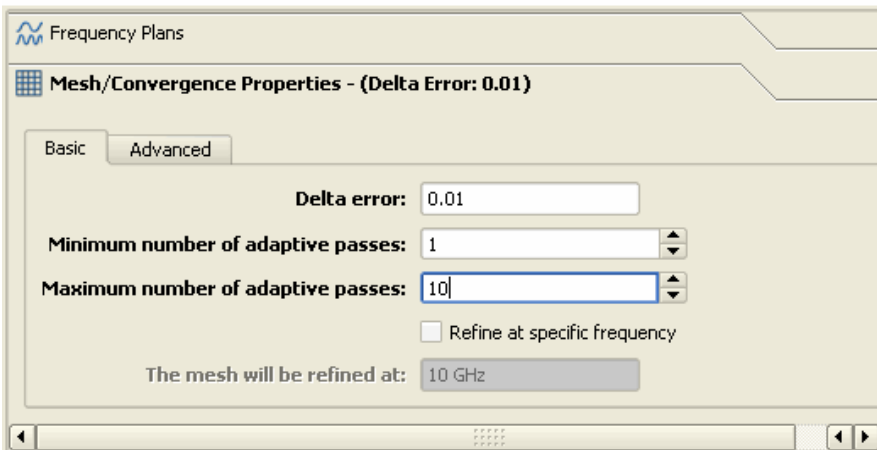 Frequency Plans
Mesh/Convergence Properties - (Delta Error: 0.01)
Basic Advanced
Delta error: 0.01
Minimum number of adaptive passes: 1
Maximum number of adaptive passes: 10
Refine at specific frequency
The mesh will be refined at: 10 GHz